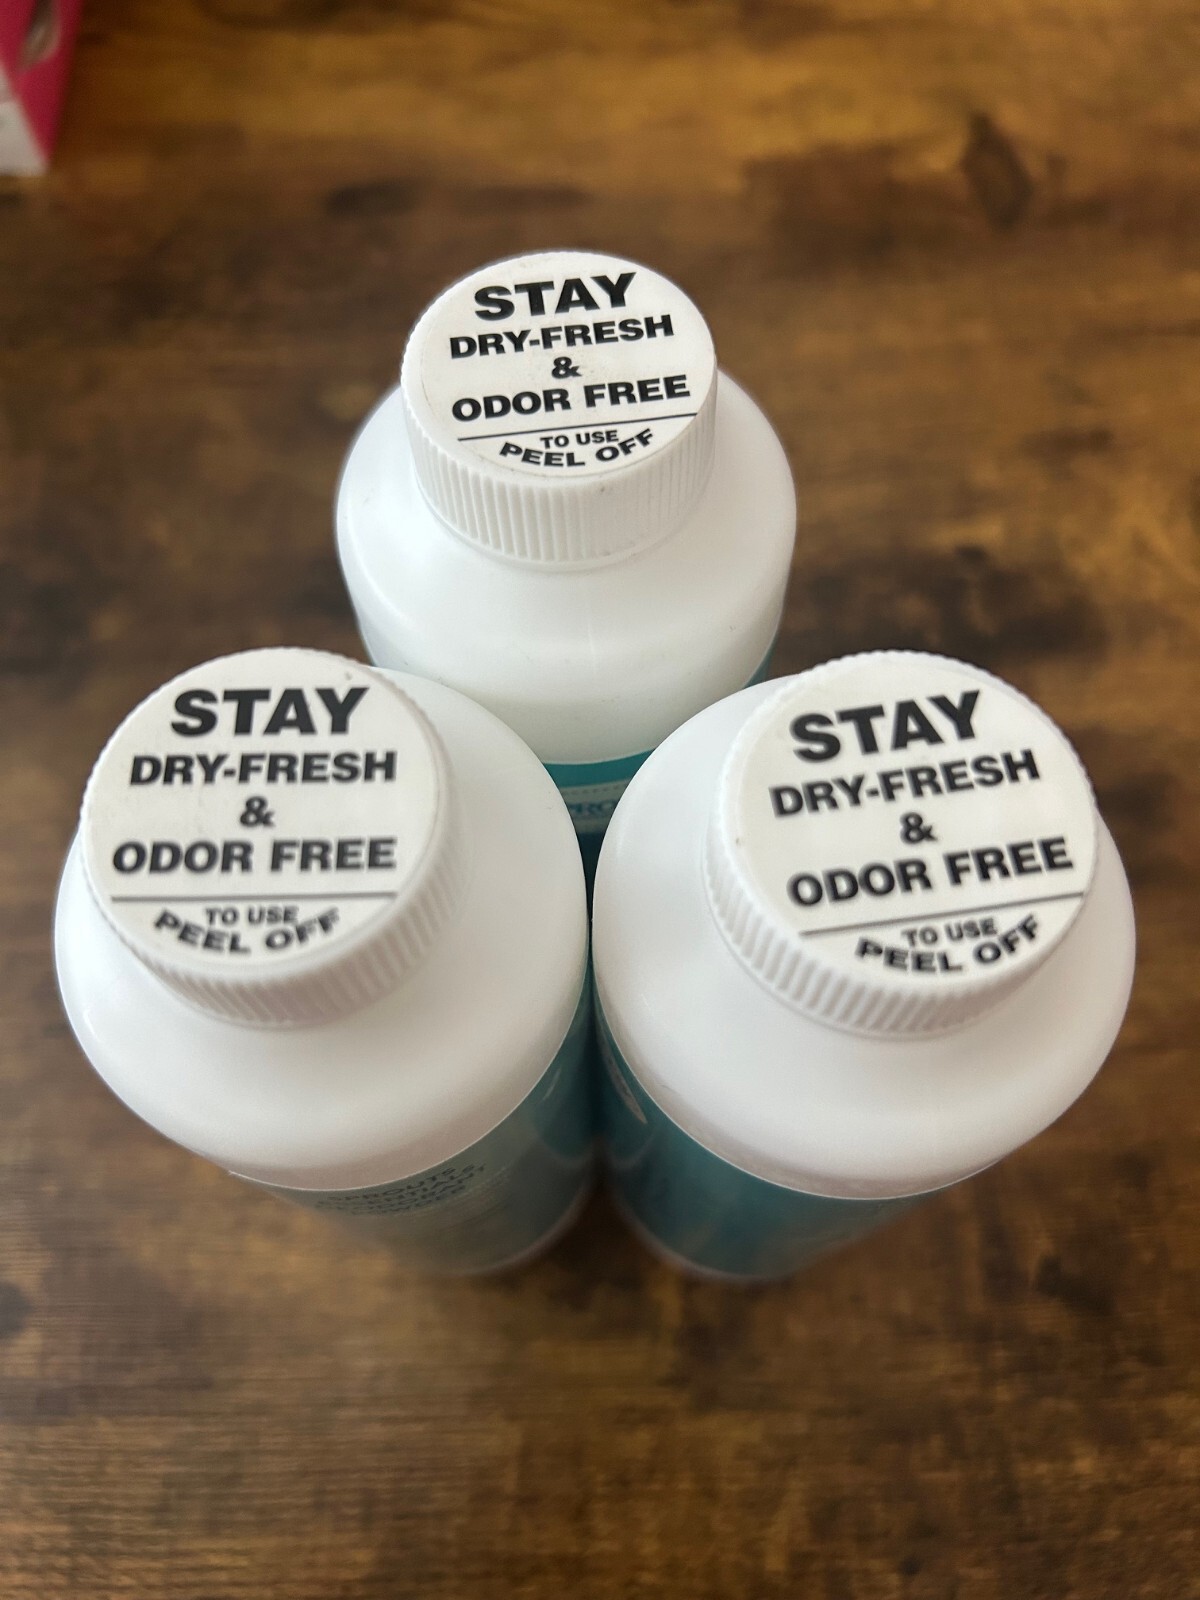 STAY
DRY-FRESH
&
ODOR FREE
TO USE
PEEL OFF
STAY
DRY-FRESH
&
ODOR FREE
TO USE
PEEL OFF
STAY
DRY-FRESH
&
ODOR FREE
TO USE
PEEL OFF
POWDER